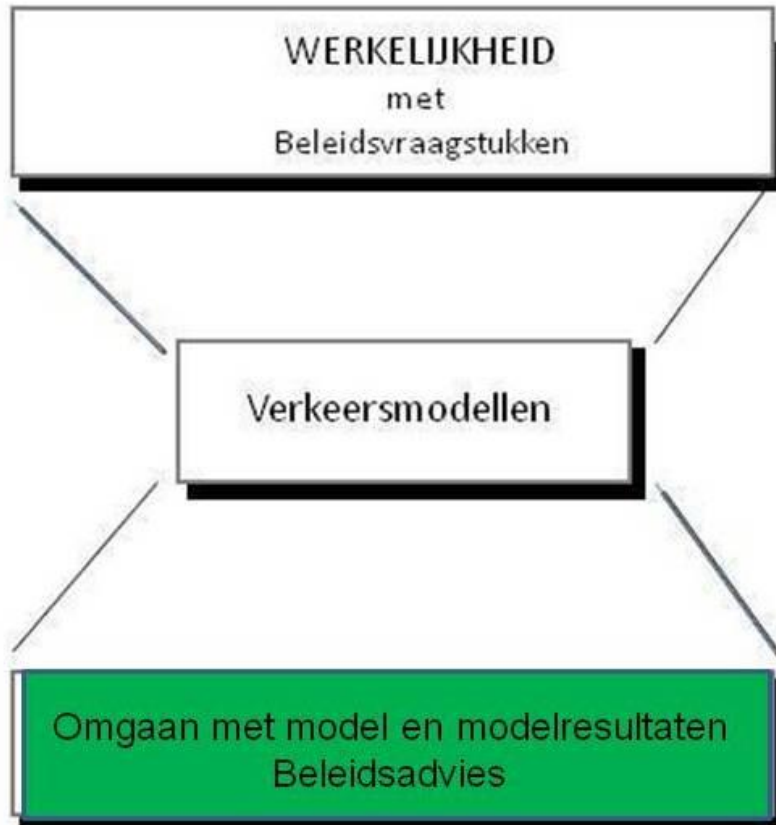 WERKELIJKHEID
met
Beleidsvraagstukken
Verkeersmodellen
Omgaan met model en modelresultaten
Beleidsadvies